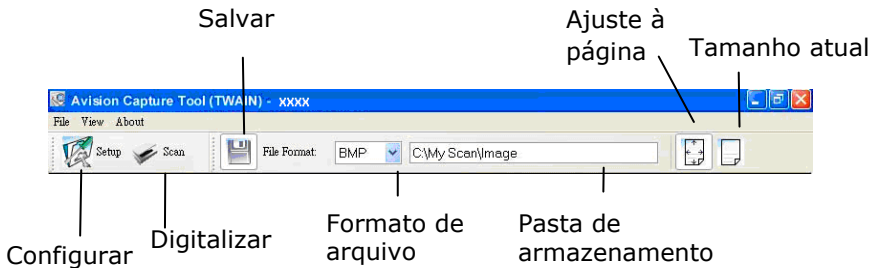 Salvar
Ajuste à
página
Tamanho atual
Avision Capture Tool (TWAIN) - xxxx
File View About
Setup Scan File Format: BMP C:\My Scan\Image
Configurar
Digitalizar
Formato de
arquivo
Pasta de
armazenamento